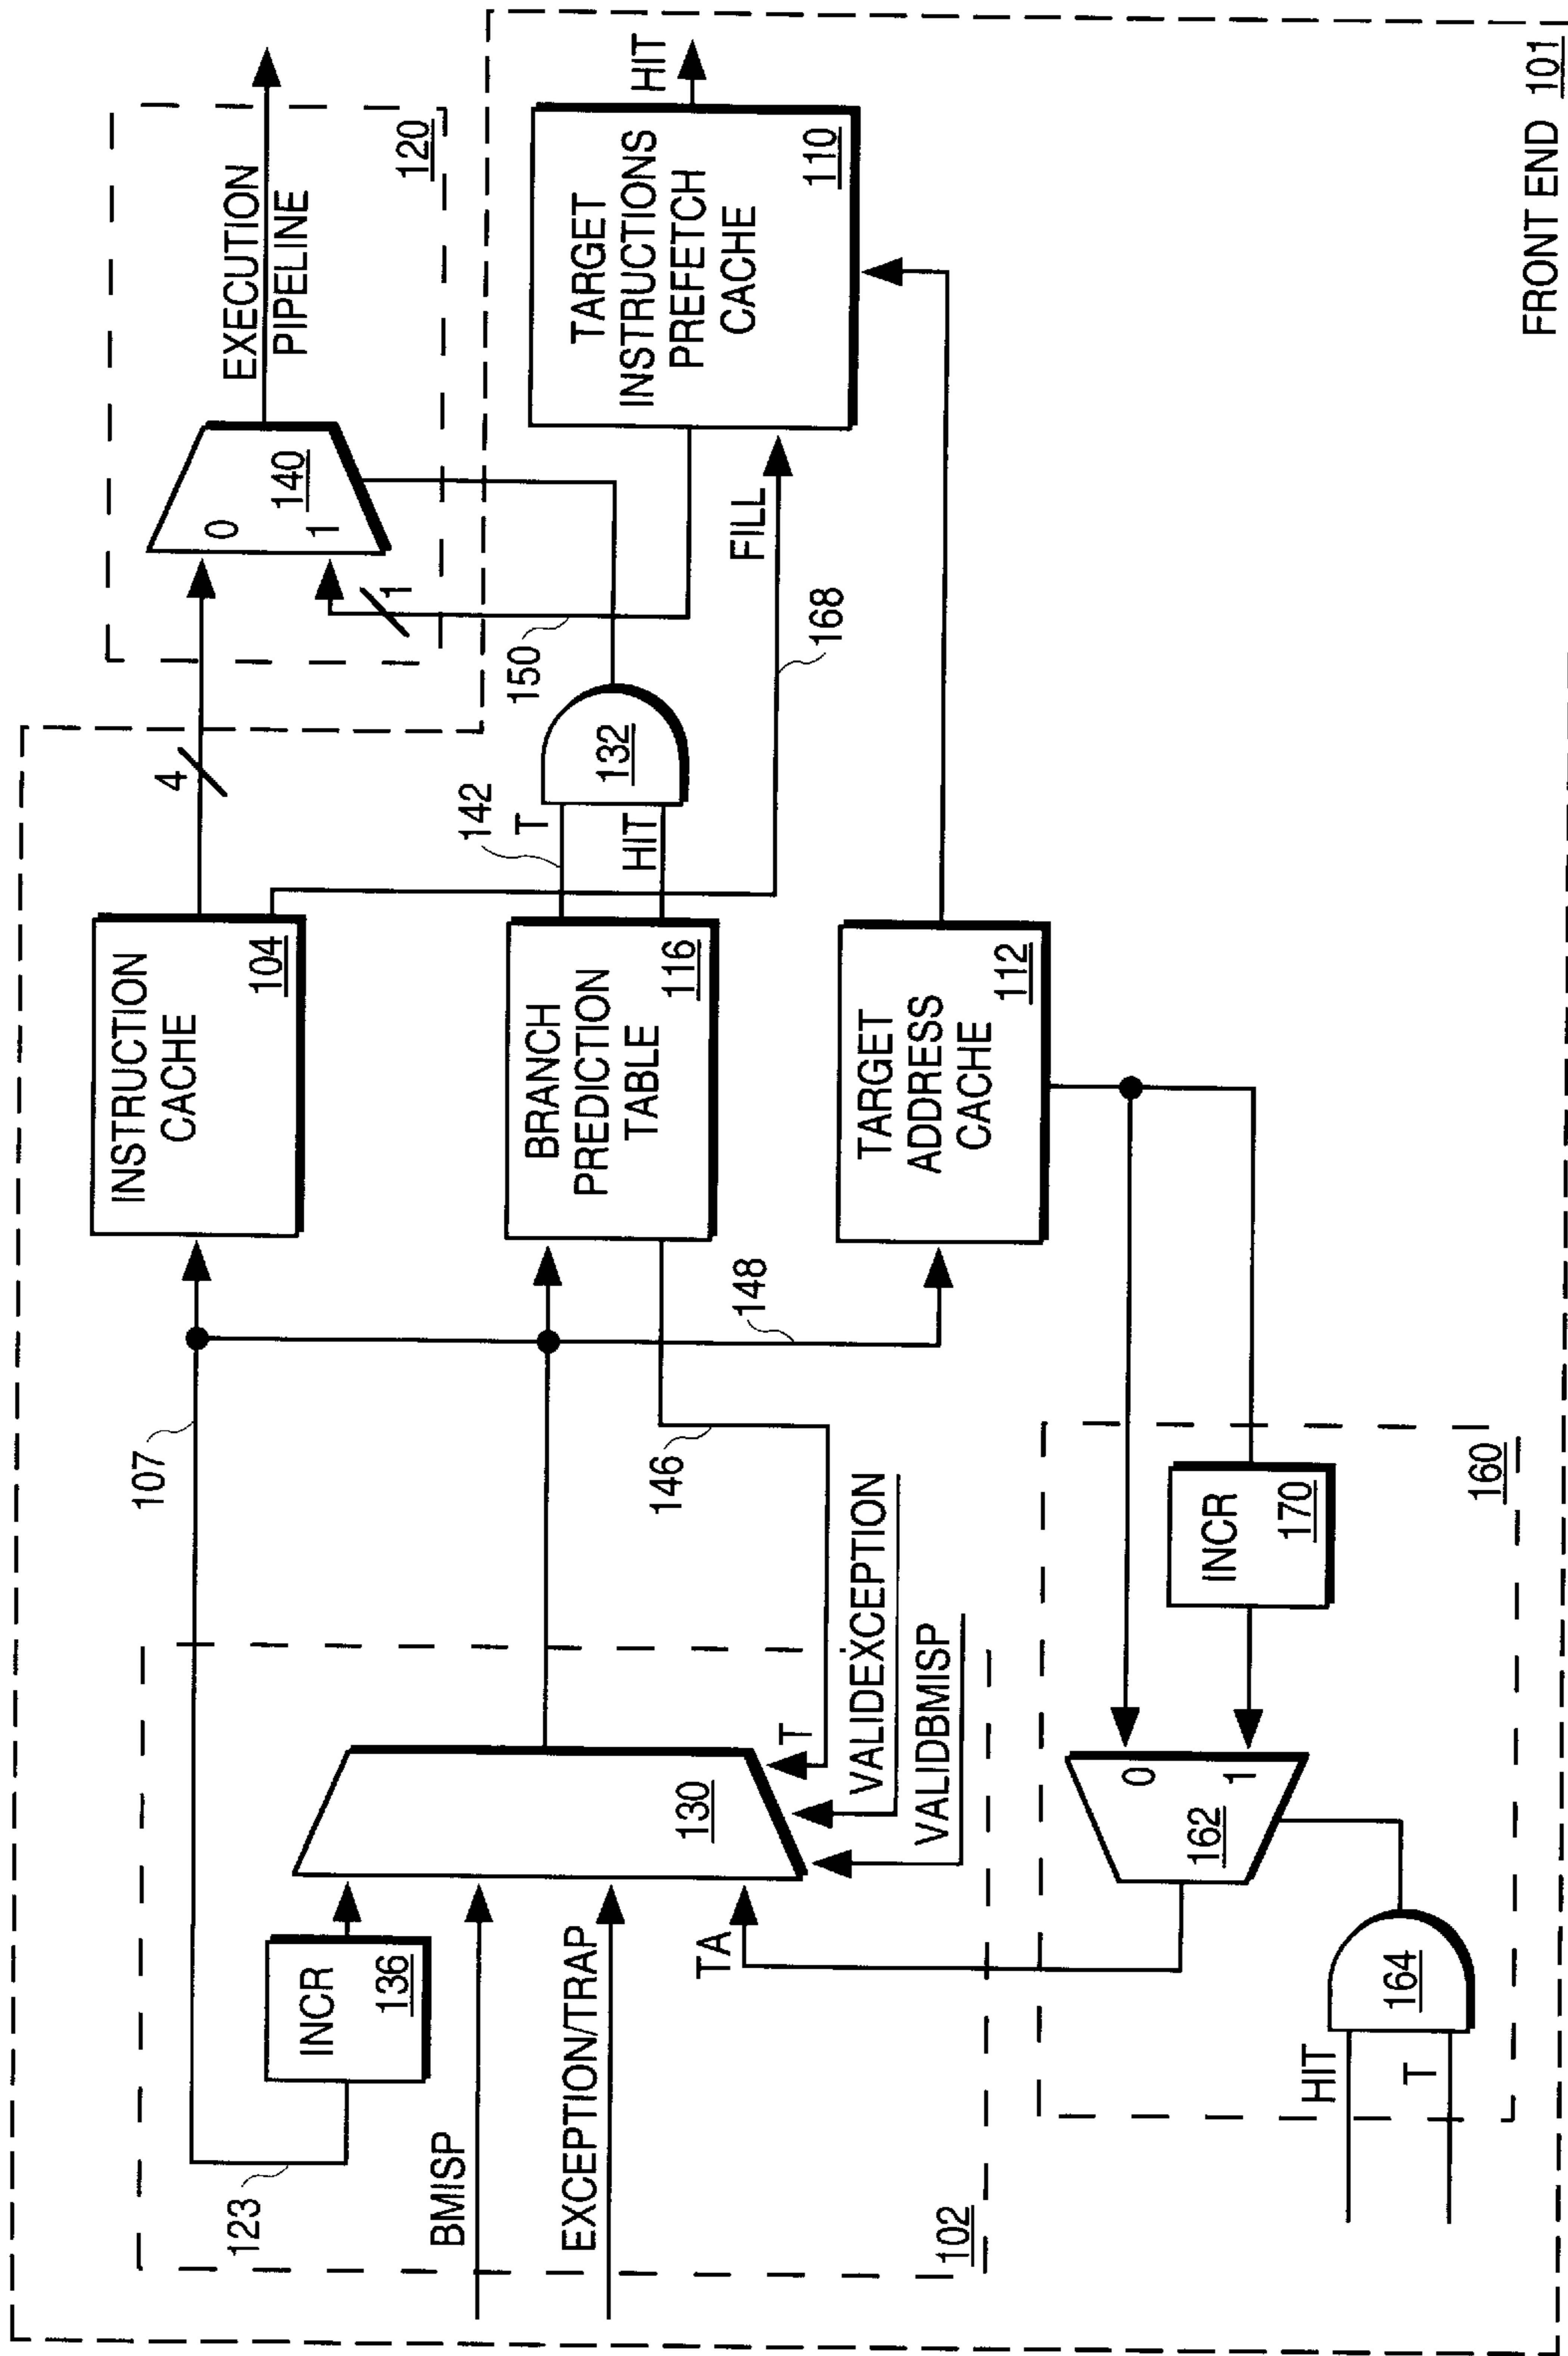 EXECUTION
PIPELINE
120
0
1
140
4
1
150
INSTRUCTION
CACHE
104
107
123
INCR
136
BMISP
EXCEPTION/TRAP
TA
130
T
VALIDEXCEPTION
VALIDBMISP
102
BRANCH
PREDICTION
TABLE
116
142
T
HIT
132
146
148
TARGET
INSTRUCTIONS
PREFETCH
CACHE
110
HIT
FILL
168
TARGET
ADDRESS
CACHE
112
0
1
162
INCR
170
160
164
HIT
T
FRONT END 101